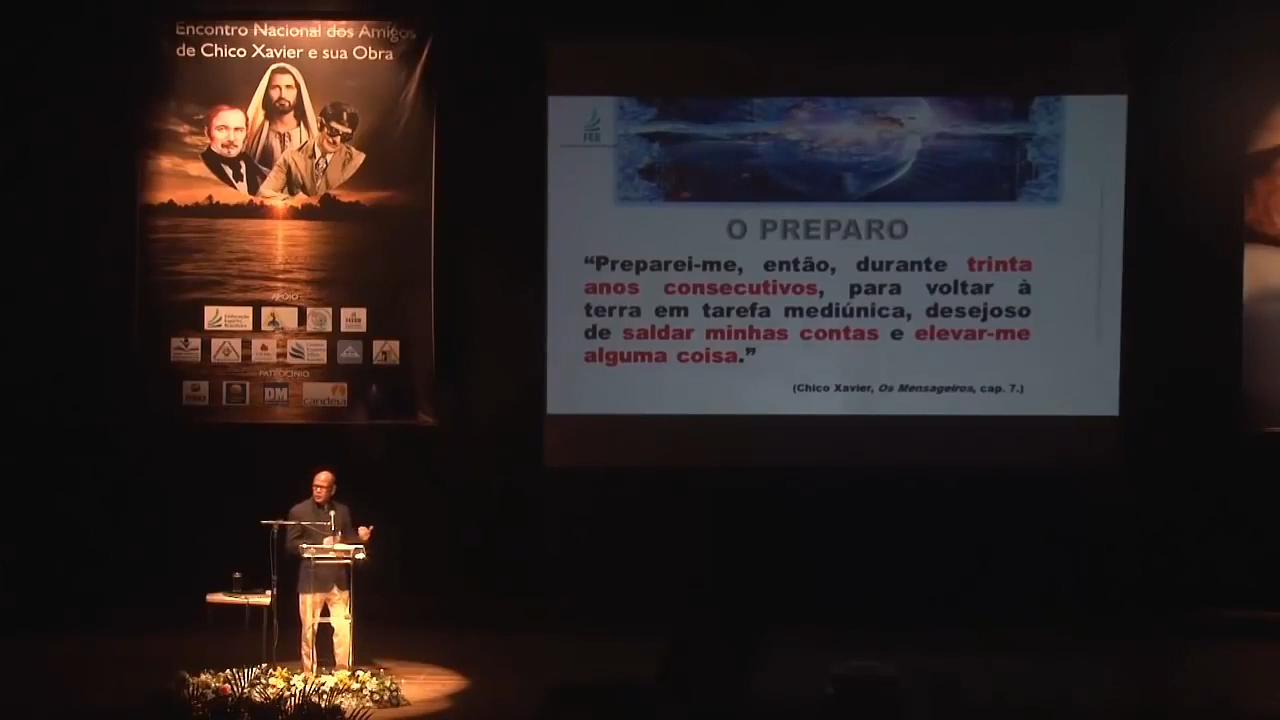 Encontro Nacional dos Amigos
de Chico Xavier e sua Obra
APOIO
PATROCÍNIO
DM
candeia
FEB
O PREPARO
“Preparei-me, então, durante trinta
anos consecutivos, para voltar à
terra em tarefa mediúnica, desejoso
de saldar minhas contas e elevar-me
alguma coisa.”
(Chico Xavier, Os Mensageiros, cap. 7.)